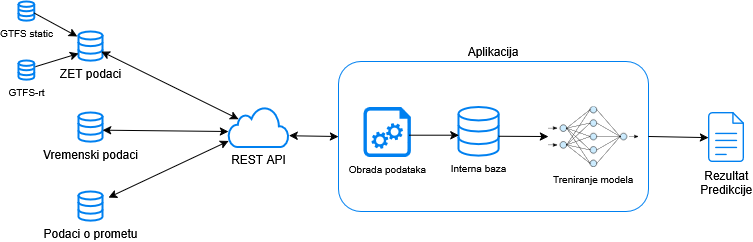 GTFS static
ZET podaci
GTFS-rt
Vremenski podaci
Podaci o prometu
REST API
Aplikacija
Obrada podataka
Interna baza
Treniranje modela
Rezultat
Predikcije